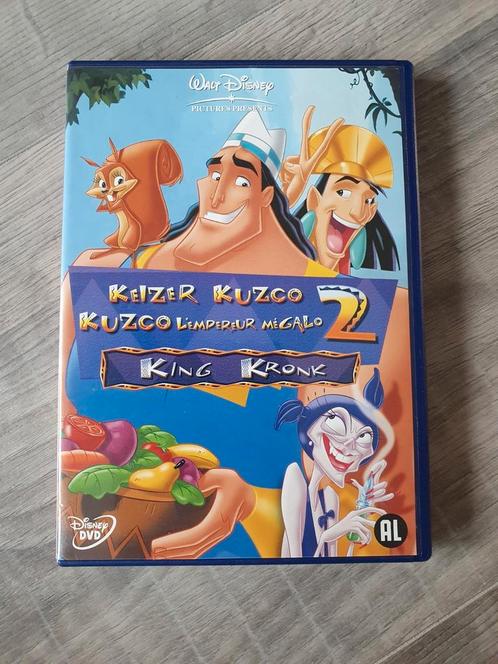 WALT DISNEY
PICTURES PRESENTS
KEIZER KUZCO
KUZCO L'EMPEREUR MÉGALO 2
KING KRONK
DISNEY
DVD
AL